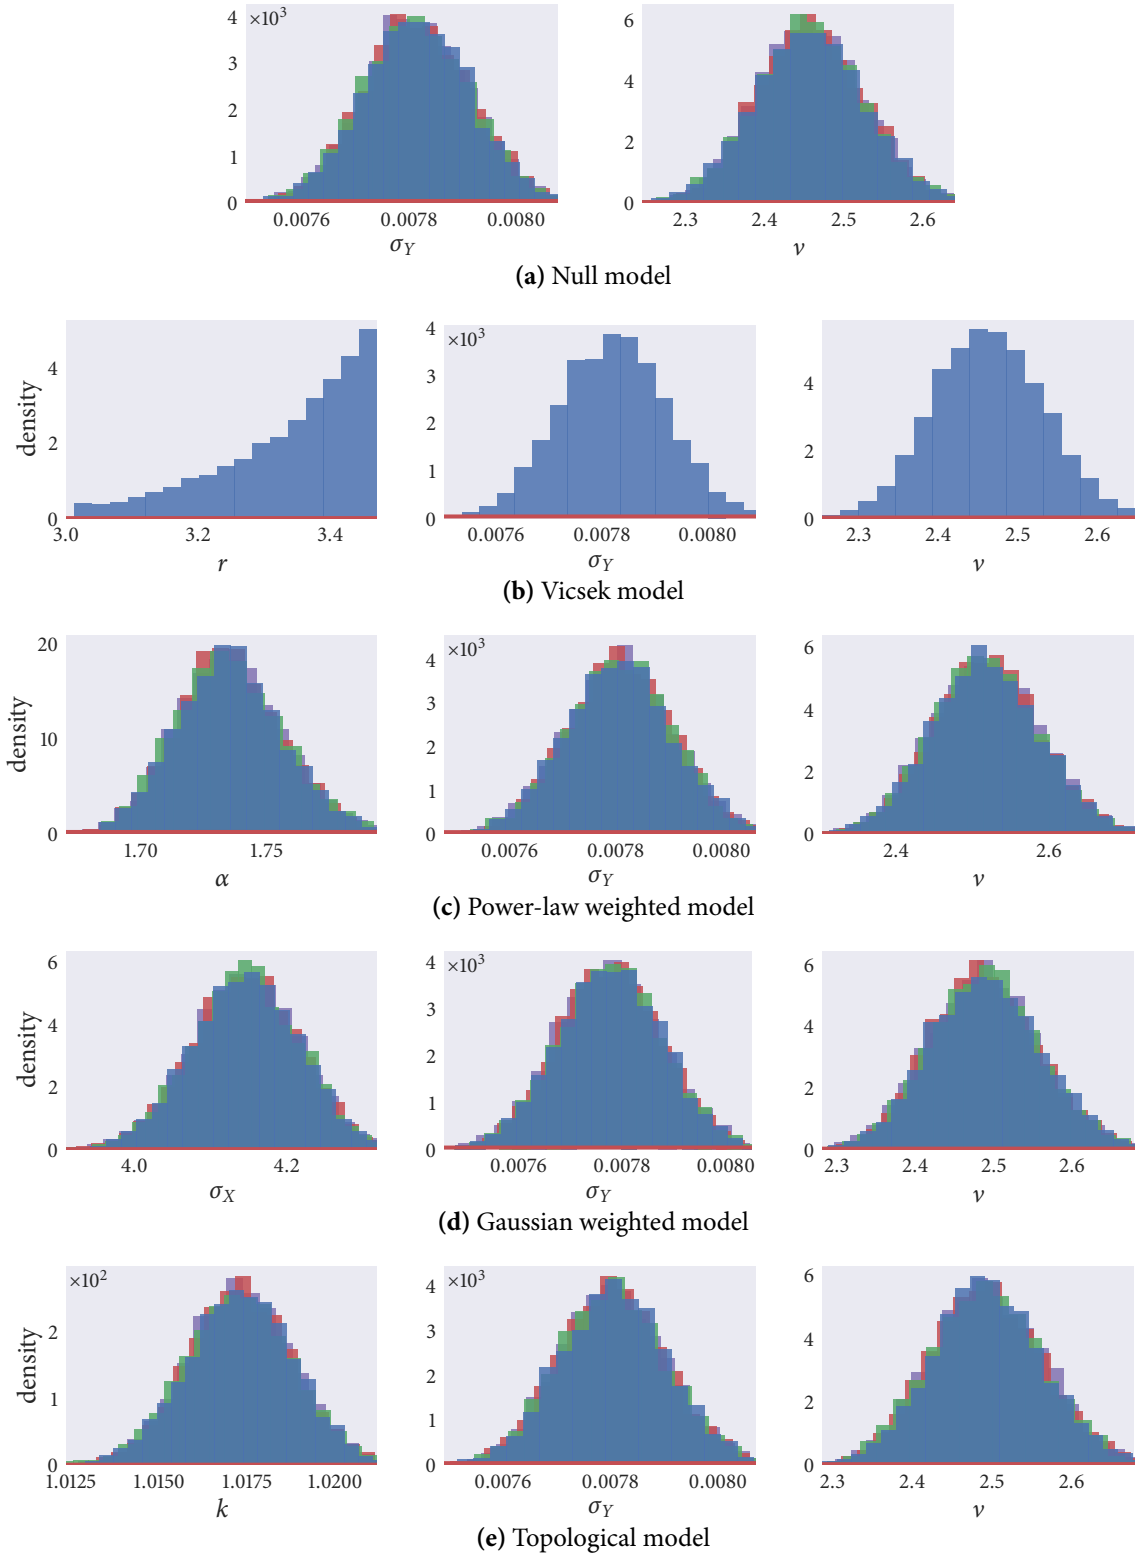 ×10³
4
3
2
1
0
0.0076 0.0078 0.0080
σY
6
4
2
0
2.3 2.4 2.5 2.6
ν
(a) Null model
density
4
2
0
3.0 3.2 3.4
r
×10³
4
3
2
1
0
0.0076 0.0078 0.0080
σY
4
2
0
2.3 2.4 2.5 2.6
ν
(b) Vicsek model
density
20
10
0
1.70 1.75
α
×10³
4
2
1
0
0.0076 0.0078 0.0080
σY
6
4
2
0
2.4 2.6
ν
(c) Power-law weighted model
density
6
4
2
0
4.0 4.2
σX
×10³
4
3
2
1
0
0.0076 0.0078 0.0080
σY
6
4
2
0
2.3 2.4 2.5 2.6
ν
(d) Gaussian weighted model
density
×10²
2
1
0
1.0125 1.0150 1.0175 1.0200
k
×10³
4
3
1
0
0.0076 0.0078 0.0080
σY
6
4
2
0
2.3 2.4 2.5 2.6
ν
(e) Topological model